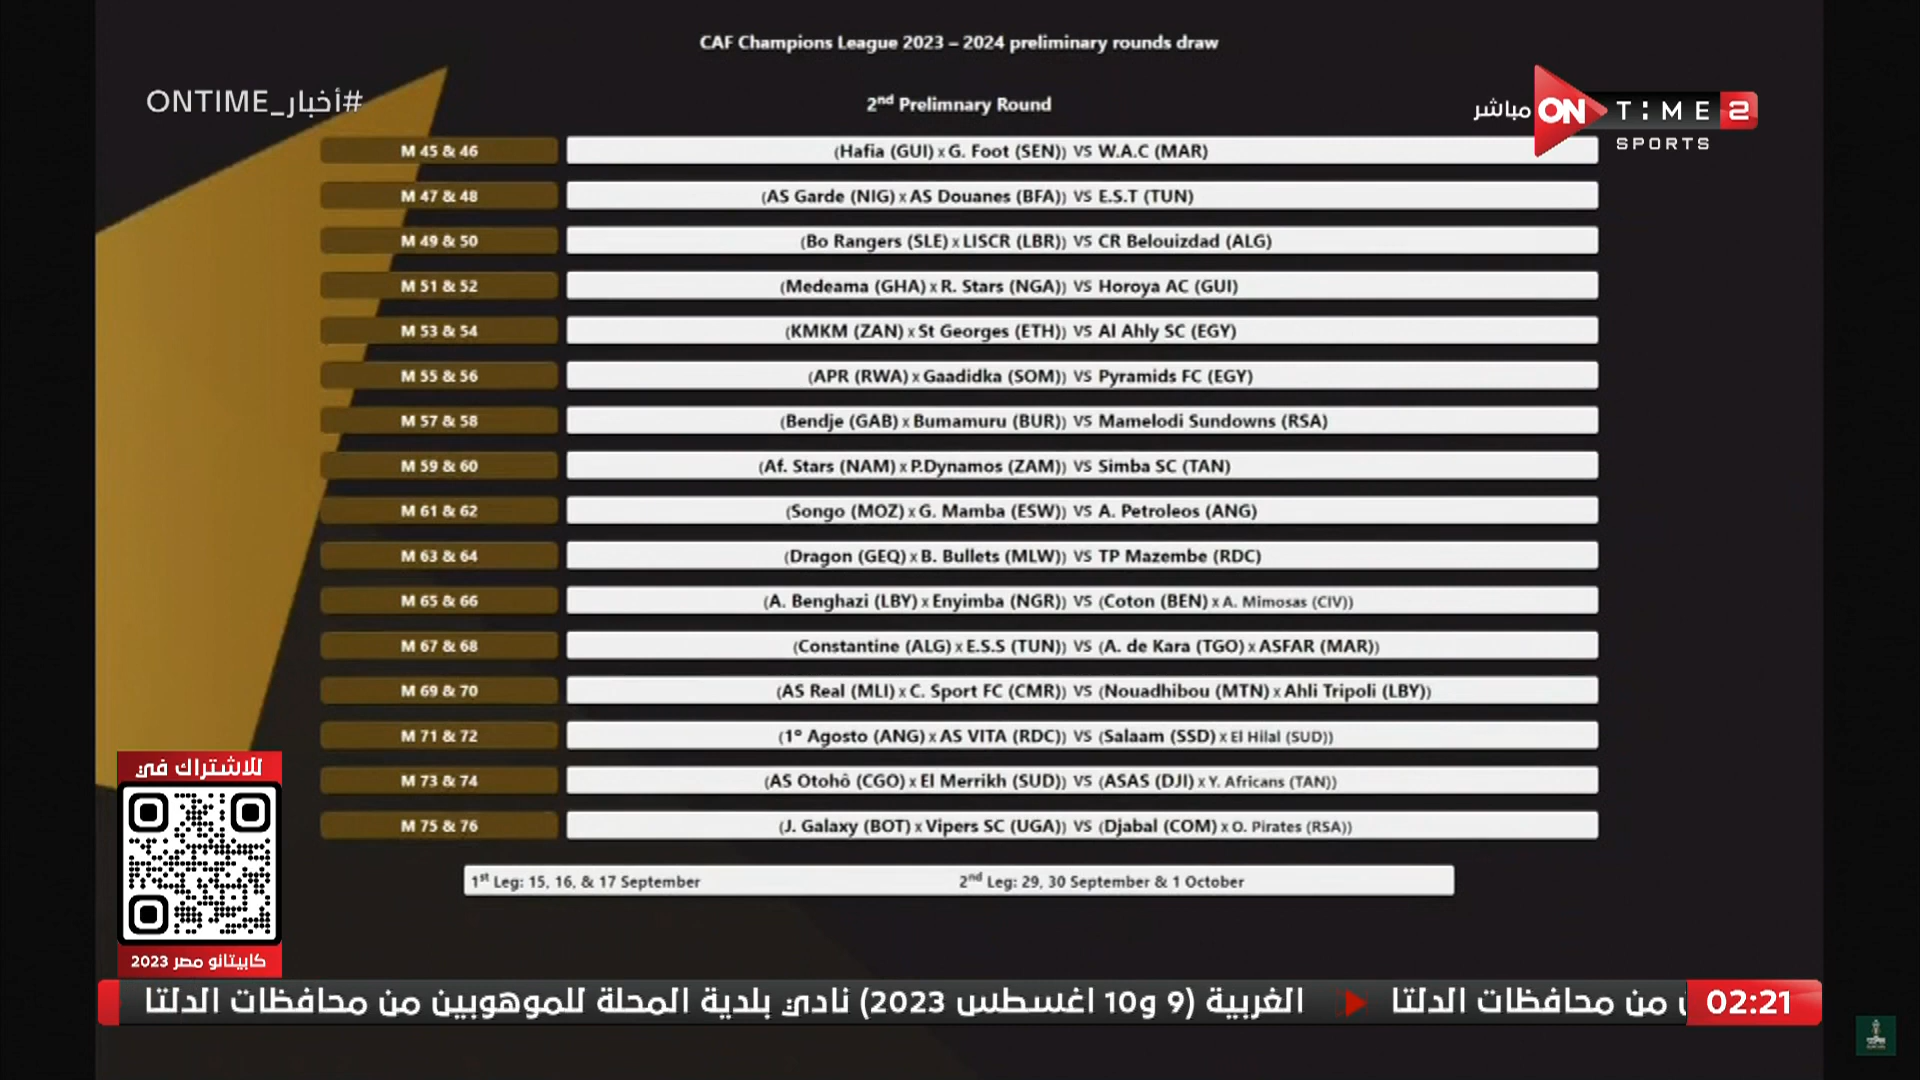 CAF Champions League 2023 – 2024 preliminary rounds draw
#أخبار_ONTIME
2nd Prelimnary Round
مباشر ON TIME 2
SPORTS
M 45 & 46 (Hafia (GUI) x G. Foot (SEN)) VS W.A.C (MAR)
M 47 & 48 (AS Garde (NIG) x AS Douanes (BFA)) VS E.S.T (TUN)
M 49 & 50 (Bo Rangers (SLE) x LISCR (LBR)) VS CR Belouizdad (ALG)
M 51 & 52 (Medeama (GHA) x R. Stars (NGA)) VS Horoya AC (GUI)
M 53 & 54 (KMKM (ZAN) x St Georges (ETH)) VS Al Ahly SC (EGY)
M 55 & 56 (APR (RWA) x Gaadidka (SOM)) VS Pyramids FC (EGY)
M 57 & 58 (Bendje (GAB) x Bumamuru (BUR)) VS Mamelodi Sundowns (RSA)
M 59 & 60 (Af. Stars (NAM) x P.Dynamos (ZAM)) VS Simba SC (TAN)
M 61 & 62 (Songo (MOZ) x G. Mamba (ESW)) VS A. Petroleos (ANG)
M 63 & 64 (Dragon (GEQ) x B. Bullets (MLW)) VS TP Mazembe (RDC)
M 65 & 66 (A. Benghazi (LBY) x Enyimba (NGR)) VS (Coton (BEN) x A. Mimosas (CIV))
M 67 & 68 (Constantine (ALG) x E.S.S (TUN)) VS (A. de Kara (TGO) x ASFAR (MAR))
M 69 & 70 (AS Real (MLI) x C. Sport FC (CMR)) VS (Nouadhibou (MTN) x Ahli Tripoli (LBY))
M 71 & 72 (1° Agosto (ANG) x AS VITA (RDC)) VS (Salaam (SSD) x El Hilal (SUD))
M 73 & 74 (AS Otohô (CGO) x El Merrikh (SUD)) VS (ASAS (DJI) x Y. Africans (TAN))
M 75 & 76 (J. Galaxy (BOT) x Vipers SC (UGA)) VS (Djabal (COM) x O. Pirates (RSA))
1st Leg: 15, 16, & 17 September 2nd Leg: 29, 30 September & 1 October
للاشتراك في
كابيتانو مصر 2023
من محافظات الدلتا ◀ الغربية (9 و10 اغسطس 2023) نادي بلدية المحلة للموهوبين من محافظات الدلتا
02:21